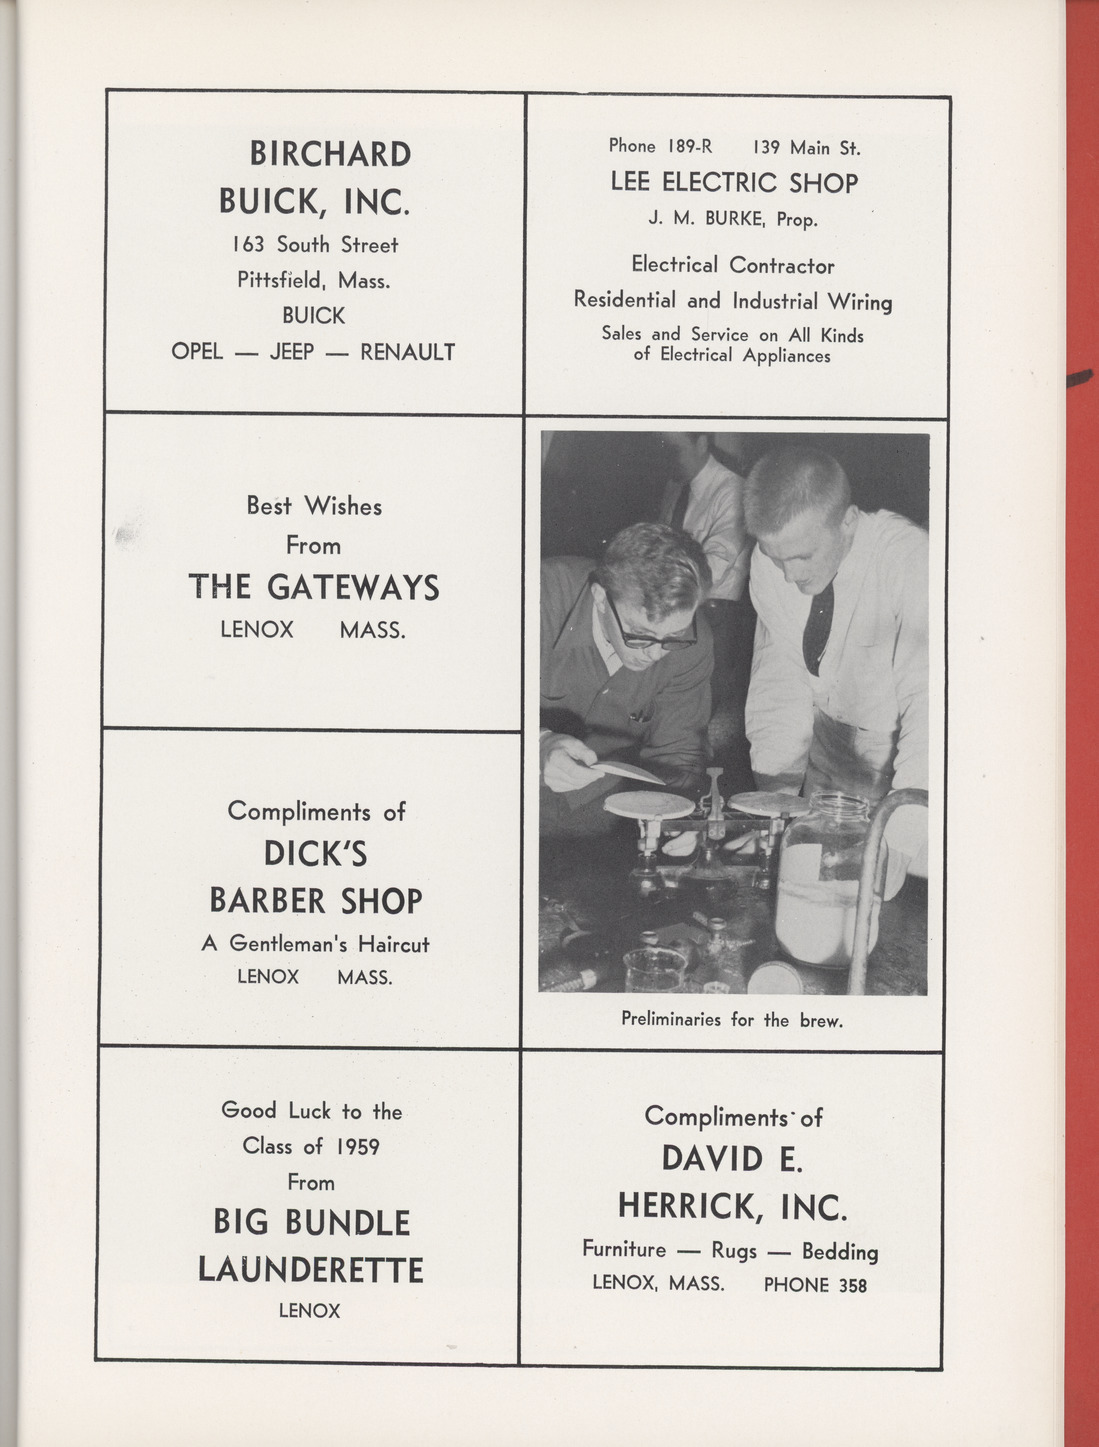 BIRCHARD
BUICK, INC.
163 South Street
Pittsfield, Mass.
BUICK
OPEL — JEEP — RENAULT
Phone 189-R 139 Main St.
LEE ELECTRIC SHOP
J. M. BURKE, Prop.
Electrical Contractor
Residential and Industrial Wiring
Sales and Service on All Kinds
of Electrical Appliances
Best Wishes
From
THE GATEWAYS
LENOX MASS.
Compliments of
DICK'S
BARBER SHOP
A Gentleman's Haircut
LENOX MASS.
Preliminaries for the brew.
Good Luck to the
Class of 1959
From
BIG BUNDLE
LAUNDERETTE
LENOX
Compliments of
DAVID E.
HERRICK, INC.
Furniture — Rugs — Bedding
LENOX, MASS. PHONE 358